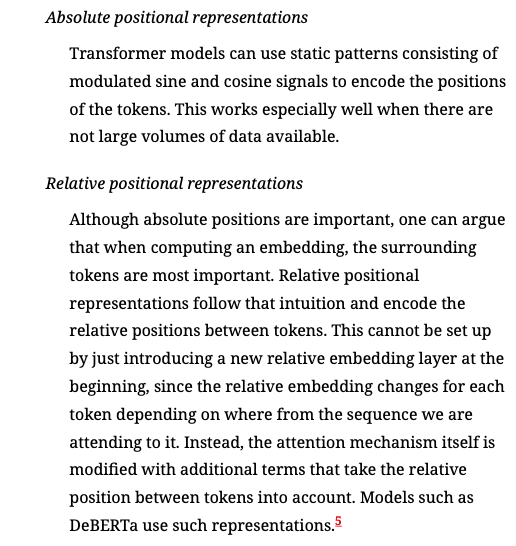 Absolute positional representations
Transformer models can use static patterns consisting of
modulated sine and cosine signals to encode the positions
of the tokens. This works especially well when there are
not large volumes of data available.
Relative positional representations
Although absolute positions are important, one can argue
that when computing an embedding, the surrounding
tokens are most important. Relative positional
representations follow that intuition and encode the
relative positions between tokens. This cannot be set up
by just introducing a new relative embedding layer at the
beginning, since the relative embedding changes for each
token depending on where from the sequence we are
attending to it. Instead, the attention mechanism itself is
modified with additional terms that take the relative
position between tokens into account. Models such as
DeBERTa use such representations.5